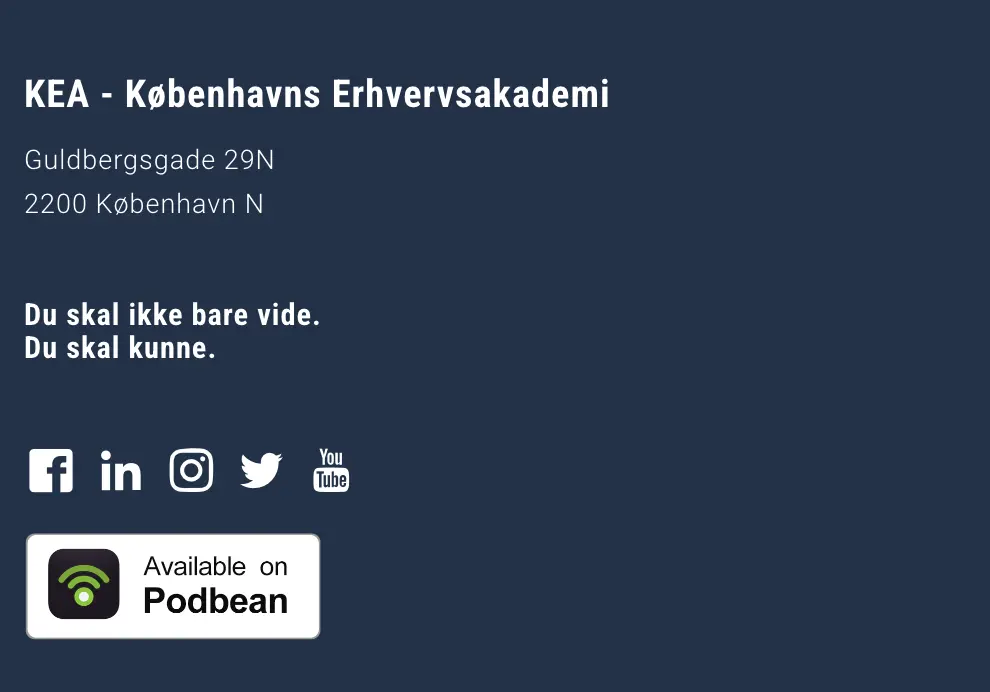 KEA - Københavns Erhvervsakademi
Guldbergsgade 29N
2200 København N
Du skal ikke bare vide.
Du skal kunne.
f in You Tube
Available on
Podbean